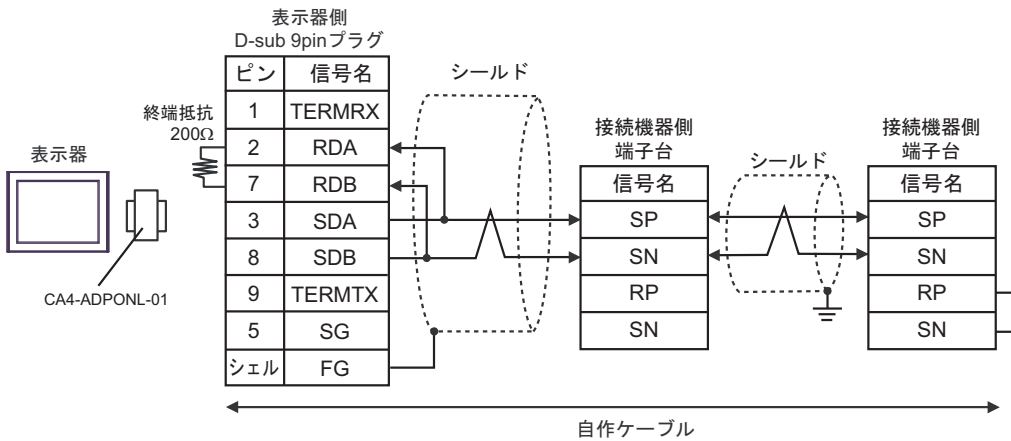 表示器側
D-sub 9pinプラグ
ピン 信号名
1 TERMRX
2 RDA
7 RDB
3 SDA
8 SDB
9 TERMTX
5 SG
シェル FG
終端抵抗
200Ω
表示器
CA4-ADPONL-01
シールド
接続機器側
端子台
信号名
SP
SN
RP
SN
シールド
接続機器側
端子台
信号名
SP
SN
RP
SN
自作ケーブル